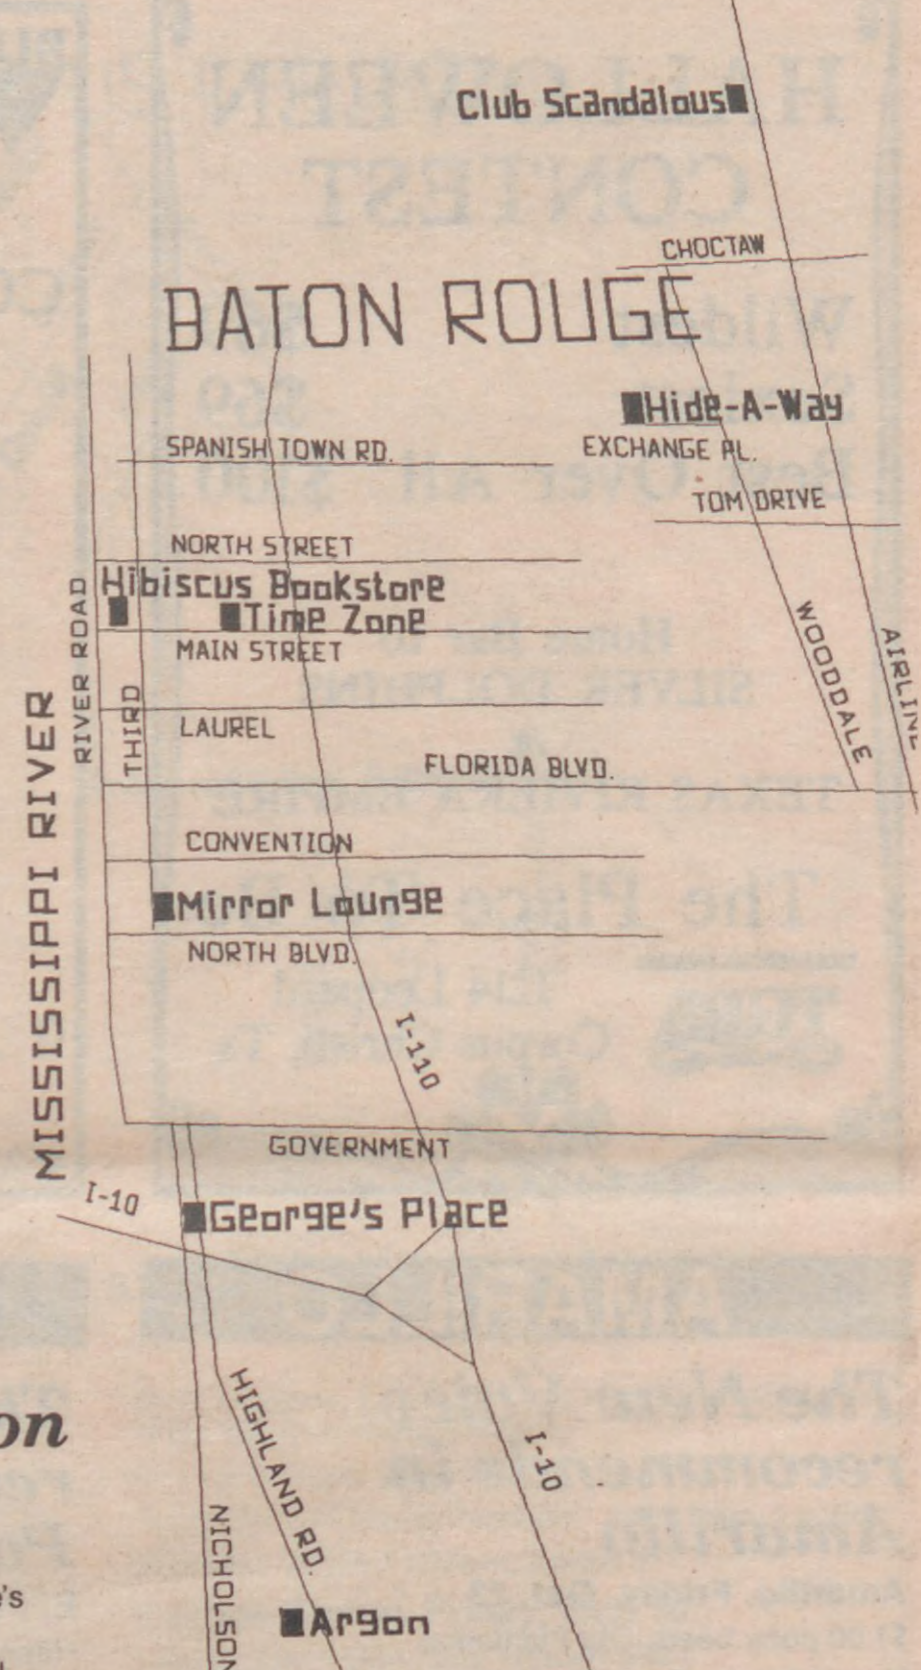 Club Scandalous
CHOCTAW
BATON ROUGE
Hide-A-Way
EXCHANGE PL.
SPANISH TOWN RD.
TOM DRIVE
NORTH STREET
Hibiscus Bookstore
Time Zone
MAIN STREET
RIVER ROAD
THIRD
WOODDALE
AIRLINE
LAUREL
FLORIDA BLVD.
MISSISSIPPI RIVER
CONVENTION
Mirror Lounge
NORTH BLVD.
I-110
GOVERNMENT
I-10
George's Place
HIGHLAND RD.
on
I-10
NICHOLSON
e's
Argon